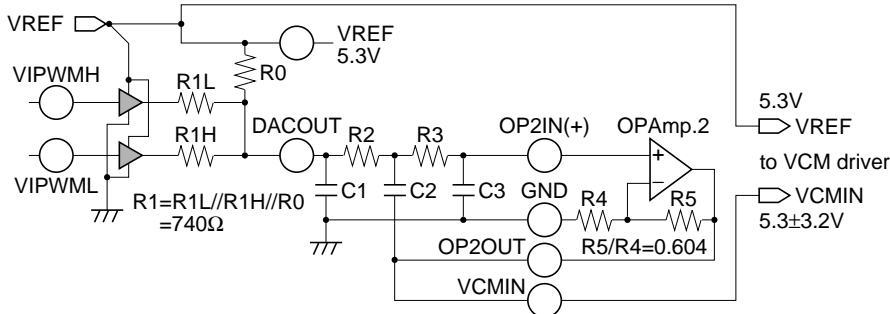 VREF
VREF
5.3V
R0
VIPWMH
R1L
5.3V
VREF
DACOUT
R2
R3
OP2IN(+)
OPAmp.2
R1H
+
−
to VCM driver
VIPWML
C1
C2
C3
GND
R4
R5
VCMIN
5.3±3.2V
R1=R1L//R1H//R0
=740Ω
OP2OUT
R5/R4=0.604
VCMIN